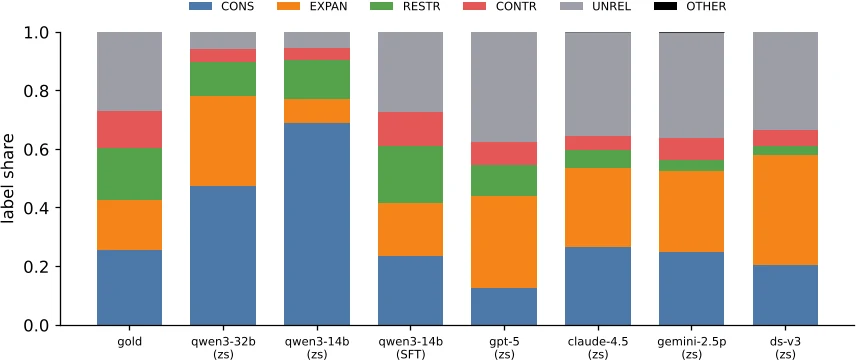 CONS EXPAN RESTR CONTR UNREL OTHER
1.0
0.8
0.6
0.4
0.2
0.0
label share
gold qwen3-32b qwen3-14b qwen3-14b gpt-5 claude-4.5 gemini-2.5p ds-v3
(zs) (zs) (SFT) (zs) (zs) (zs) (zs)